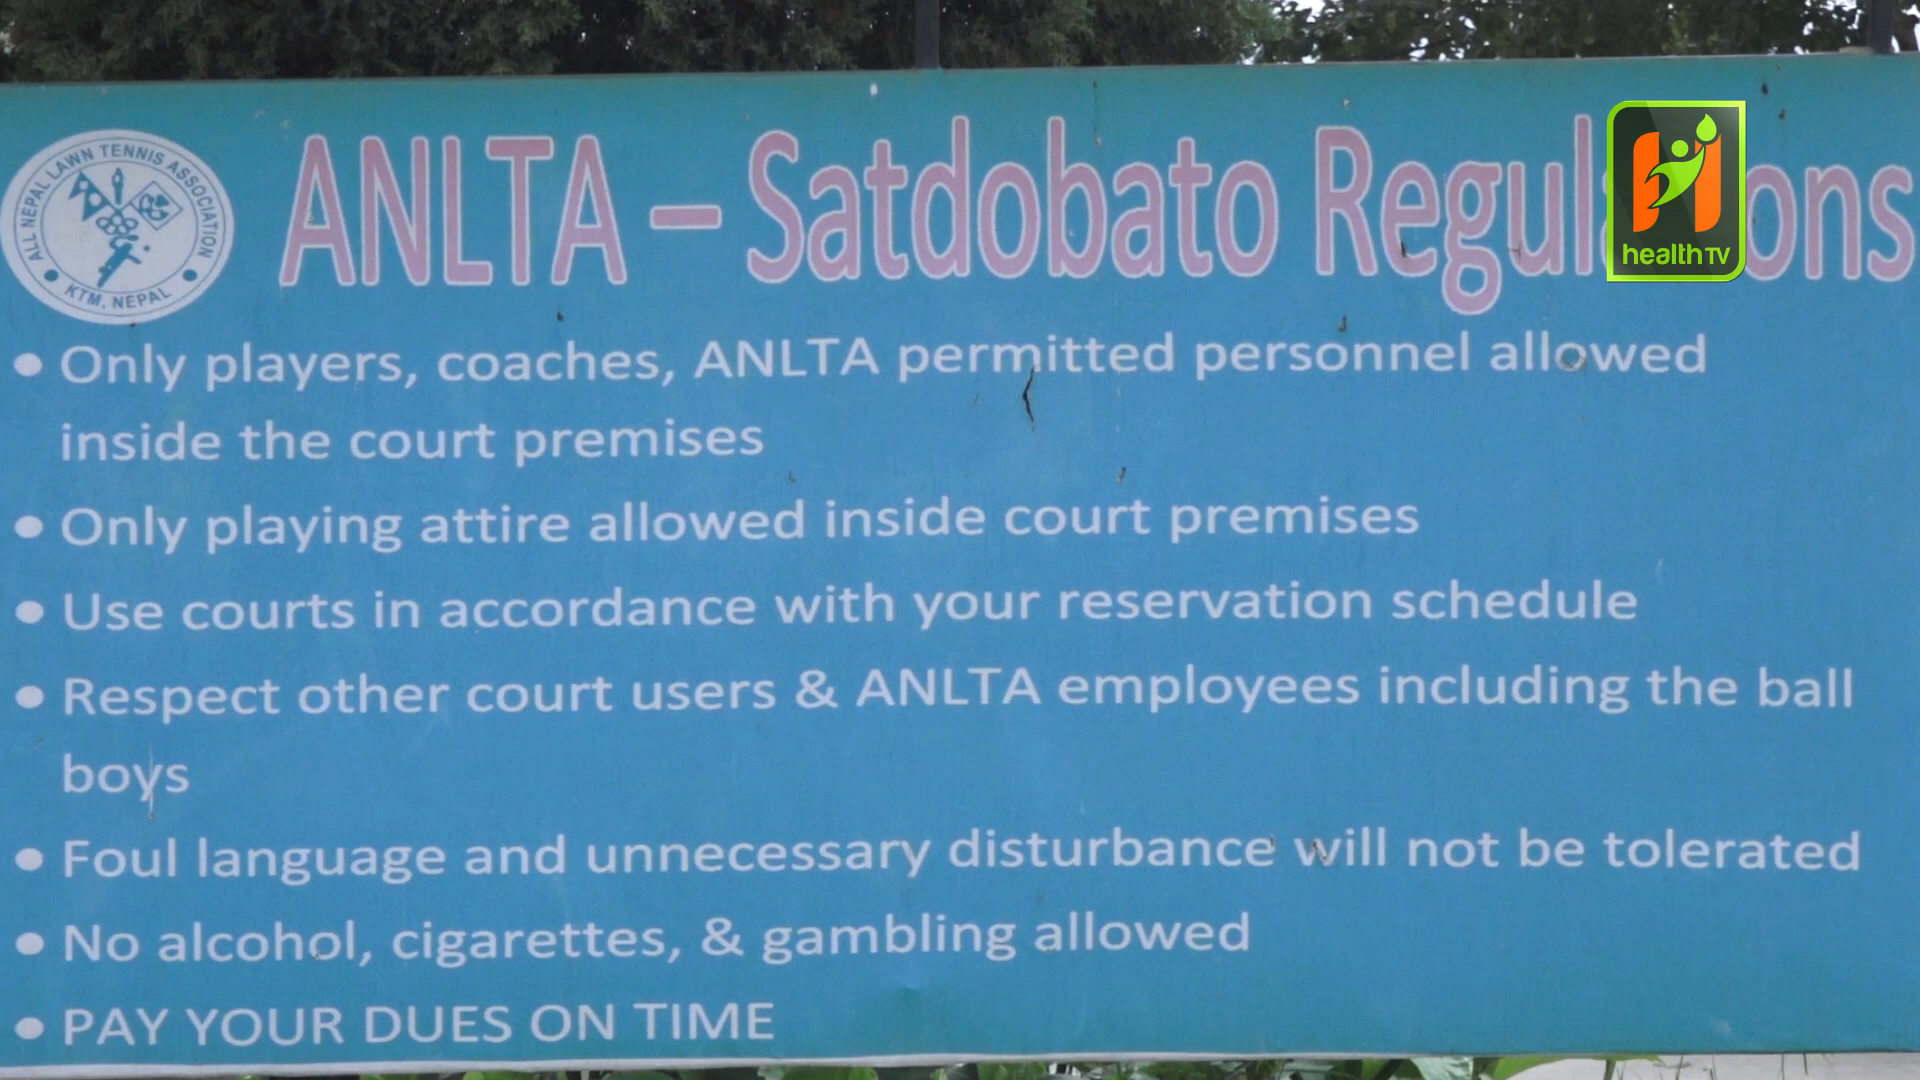 ALL NEPAL LAWN TENNIS ASSOCIATION
KTM, NEPAL
ANLTA – Satdobato Regulations
health TV
• Only players, coaches, ANLTA permitted personnel allowed
inside the court premises
• Only playing attire allowed inside court premises
• Use courts in accordance with your reservation schedule
• Respect other court users & ANLTA employees including the ball
boys
• Foul language and unnecessary disturbance will not be tolerated
• No alcohol, cigarettes, & gambling allowed
• PAY YOUR DUES ON TIME